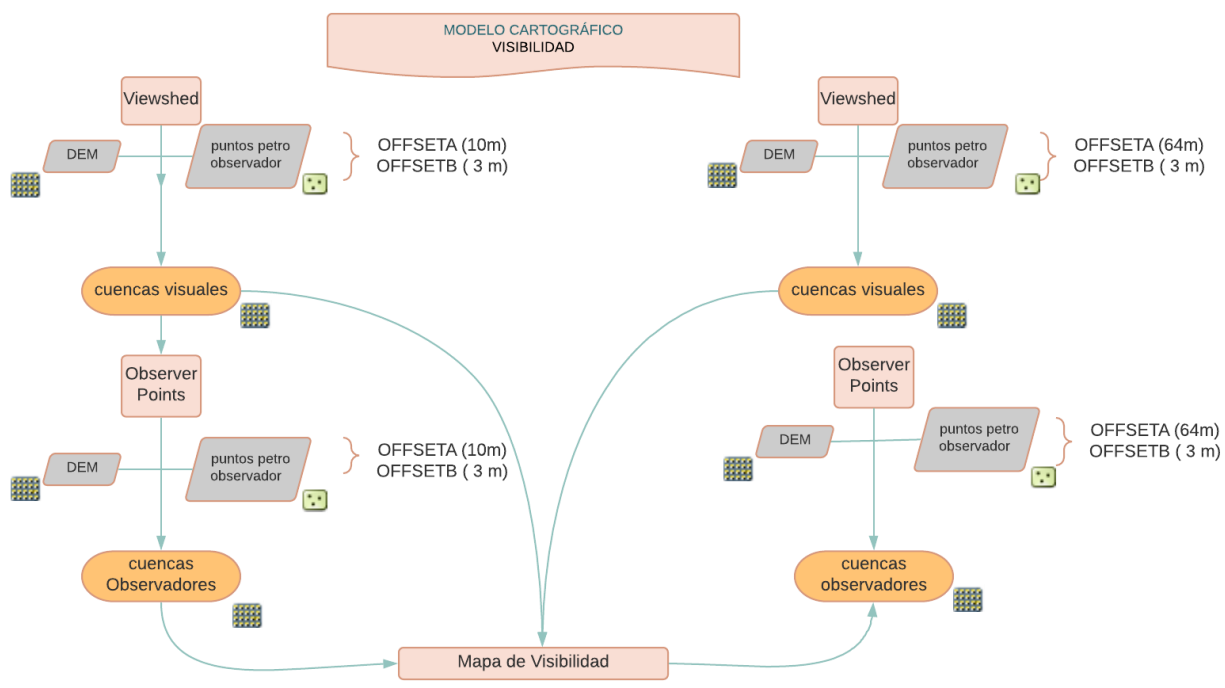 MODELO CARTOGRÁFICO
VISIBILIDAD
Viewshed
DEM
puntos petro
observador
OFFSETA (10m)
OFFSETB ( 3 m)
cuencas visuales
Observer
Points
DEM
puntos petro
observador
OFFSETA (10m)
OFFSETB ( 3 m)
cuencas
Observadores
Viewshed
DEM
puntos petro
observador
OFFSETA (64m)
OFFSETB ( 3 m)
cuencas visuales
Observer
Points
DEM
puntos petro
observador
OFFSETA (64m)
OFFSETB ( 3 m)
cuencas
observadores
Mapa de Visibilidad